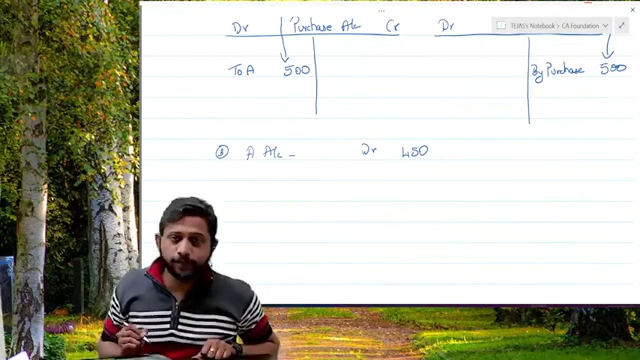 ...
TEJAS's Notebook > CA Foundation
Dr Purchase A/c Cr Dr
To A 500 By Purchase 500
① A A/c - Dr 450